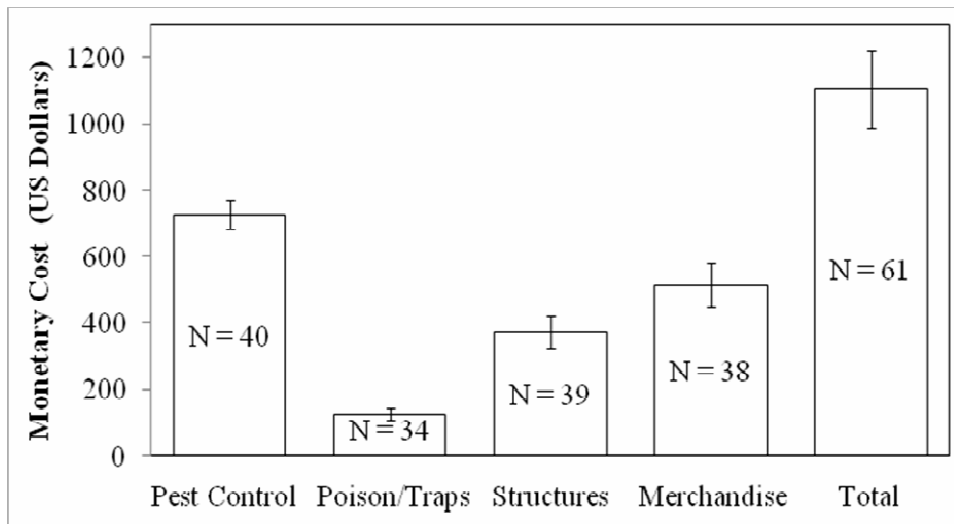 Monetary Cost (US Dollars)
1200
1000
800
600
400
200
0
N = 40
N = 34
N = 39
N = 38
N = 61
Pest Control
Poison/Traps
Structures
Merchandise
Total